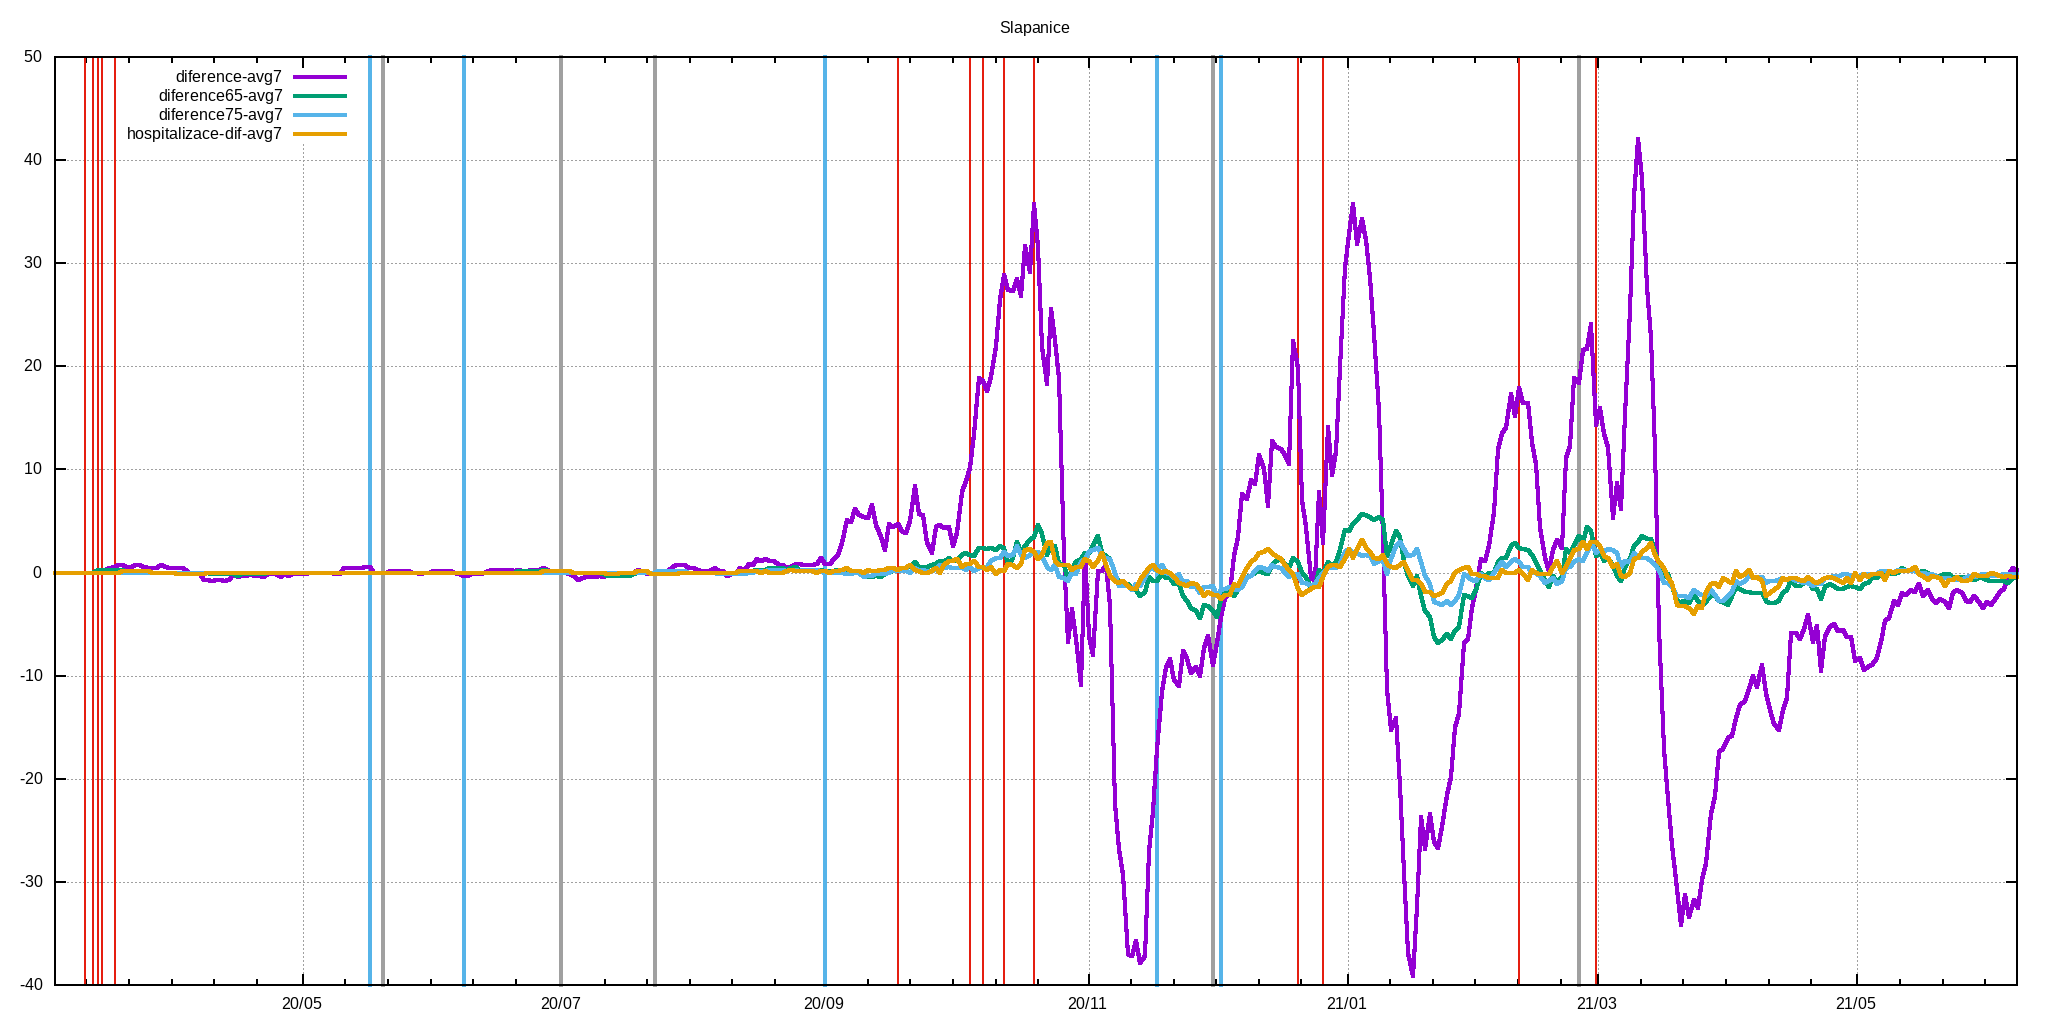 Slapanice
50
40
30
20
10
0
-10
-20
-30
-40
diference-avg7
diference65-avg7
diference75-avg7
hospitalizace-dif-avg7
20/05 20/07 20/09 20/11 21/01 21/03 21/05